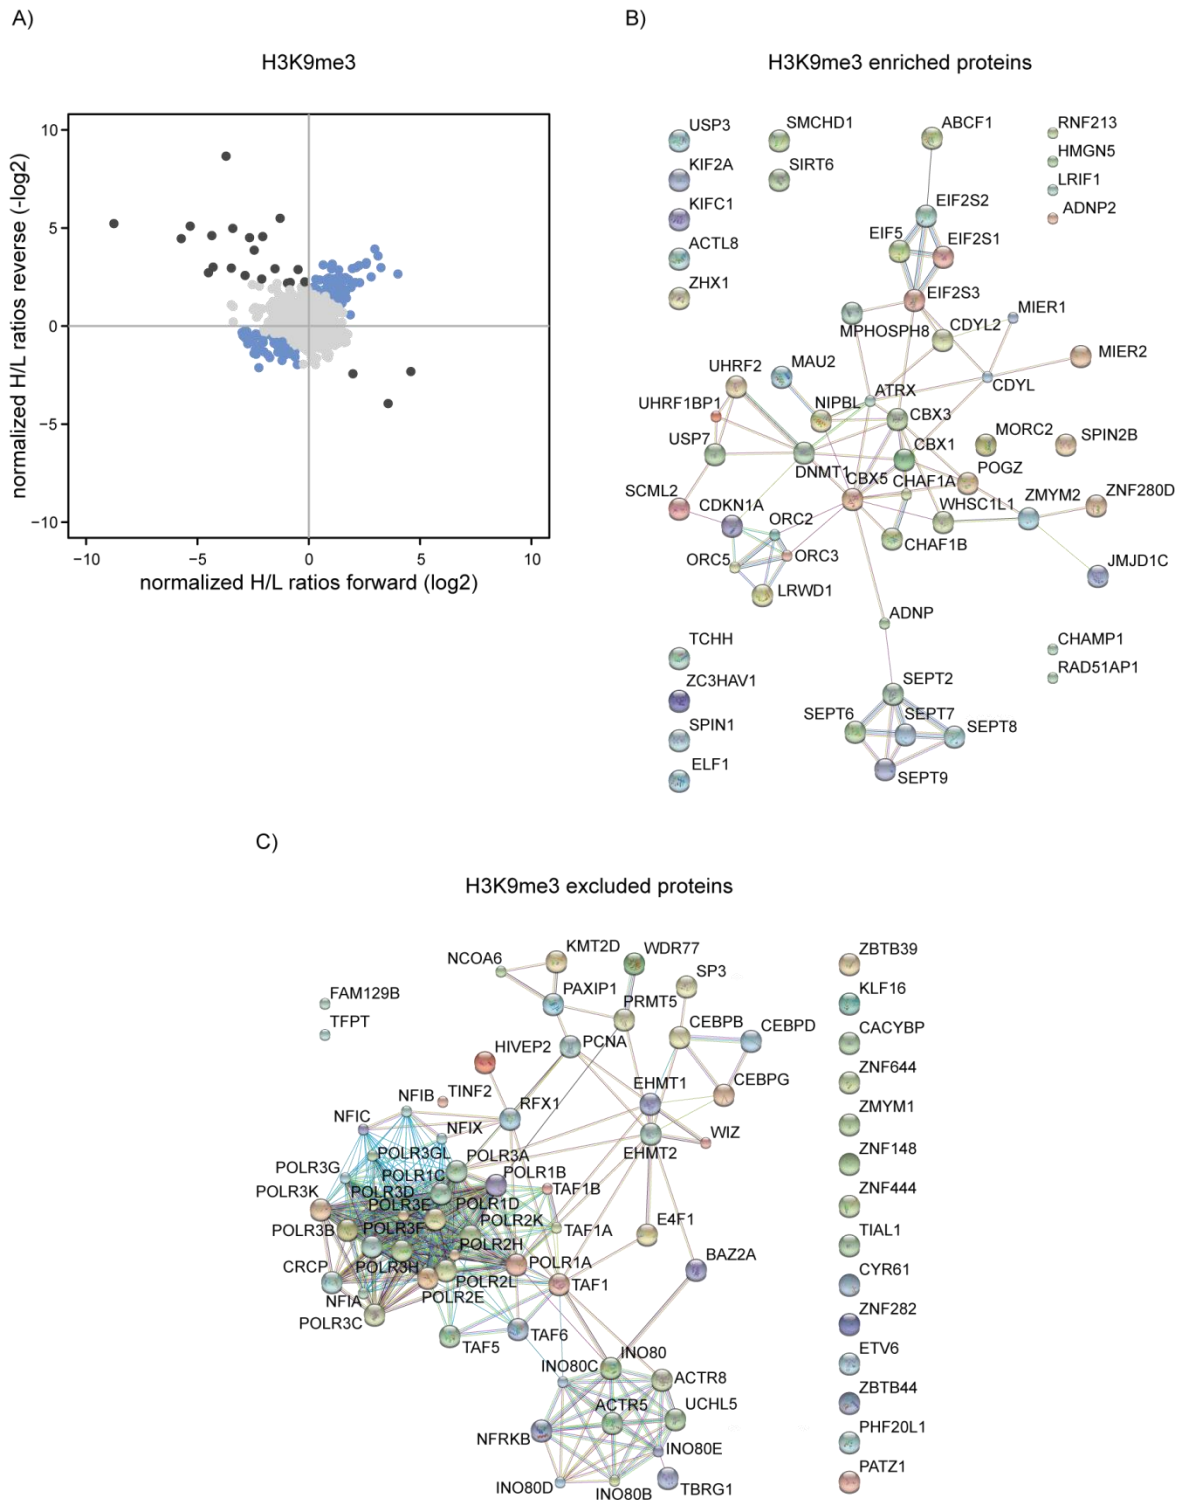 A)
H3K9me3
normalized H/L ratios reverse (-log2)
10
5
0
−5
−10
−10
−5
0
5
10
normalized H/L ratios forward (log2)
B)
H3K9me3 enriched proteins
USP3
KIF2A
KIFC1
ACTL8
ZHX1
SMCHD1
SIRT6
ABCF1
RNF213
HMGN5
LRIF1
ADNP2
EIF2S2
EIF5
EIF2S1
EIF2S3
MPHOSPH8
CDYL2
MIER1
MIER2
UHRF2
MAU2
ATRX
CDYL
UHRF1BP1
NIPBL
CBX3
USP7
CBX1
MORC2
SPIN2B
DNMT1
CBX5
CHAF1A
POGZ
SCML2
CDKN1A
ORC2
WHSC1L1
ZMYM2
ZNF280D
ORC5
ORC3
CHAF1B
LRWD1
JMJD1C
ADNP
TCHH
ZC3HAV1
SPIN1
ELF1
CHAMP1
RAD51AP1
SEPT2
SEPT6
SEPT7
SEPT8
SEPT9
C)
H3K9me3 excluded proteins
NCOA6
KMT2D
WDR77
SP3
FAM129B
TFPT
PAXIP1
PRMT5
CEBPB
CEBPD
HIVEP2
PCNA
EHMT1
CEBPG
NFIB
TINF2
RFX1
NFIC
NFIX
WIZ
EHMT2
POLR3GL
POLR3A
POLR3G
POLR1C
POLR1B
POLR3K
POLR3D
POLR3E
POLR1D
TAF1B
POLR3B
POLR3F
POLR2K
TAF1A
E4F1
POLR2H
CRCP
POLR3H
POLR1A
BAZ2A
POLR2L
TAF1
NFIA
POLR2E
POLR3C
TAF5
TAF6
INO80C
INO80
ACTR8
ACTR5
UCHL5
NFRKB
INO80E
INO80D
INO80B
TBRG1
ZBTB39
KLF16
CACYBP
ZNF644
ZMYM1
ZNF148
ZNF444
TIAL1
CYR61
ZNF282
ETV6
ZBTB44
PHF20L1
PATZ1